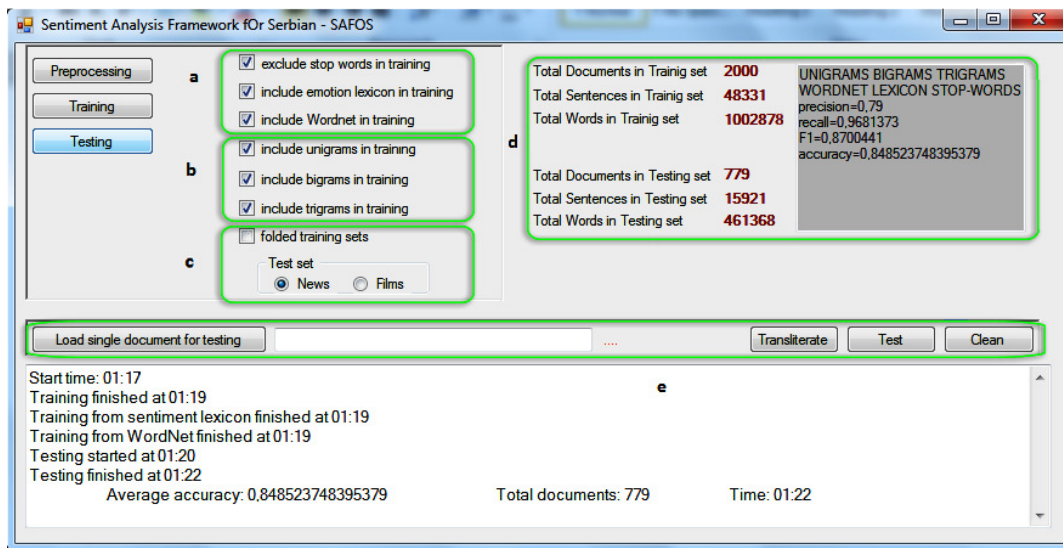 Sentiment Analysis Framework fOr Serbian - SAFOS
Preprocessing
Training
Testing
a
exclude stop words in training
include emotion lexicon in training
include Wordnet in training
b
include unigrams in training
include bigrams in training
include trigrams in training
c
folded training sets
Test set
News Films
d
Total Documents in Trainig set 2000
Total Sentences in Trainig set 48331
Total Words in Trainig set 1002878
Total Documents in Testing set 779
Total Sentences in Testing set 15921
Total Words in Testing set 461368
UNIGRAMS BIGRAMS TRIGRAMS
WORDNET LEXICON STOP-WORDS
precision=0,79
recall=0,9681373
F1=0,8700441
accuracy=0,848523748395379
Load single document for testing .... Transliterate Test Clean
e
Start time: 01:17
Training finished at 01:19
Training from sentiment lexicon finished at 01:19
Training from WordNet finished at 01:19
Testing started at 01:20
Testing finished at 01:22
Average accuracy: 0,848523748395379 Total documents: 779 Time: 01:22